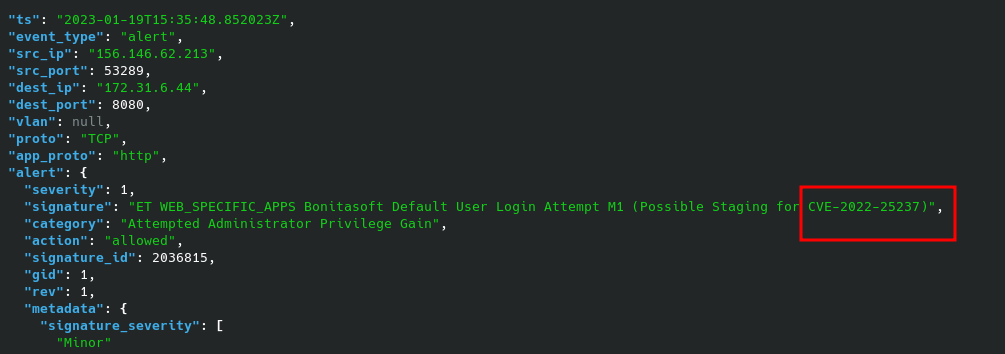 "ts": "2023-01-19T15:35:48.852023Z",
"event_type": "alert",
"src_ip": "156.146.62.213",
"src_port": 53289,
"dest_ip": "172.31.6.44",
"dest_port": 8080,
"vlan": null,
"proto": "TCP",
"app_proto": "http",
"alert": {
"severity": 1,
"signature": "ET WEB_SPECIFIC_APPS Bonitasoft Default User Login Attempt M1 (Possible Staging for CVE-2022-25237)",
"category": "Attempted Administrator Privilege Gain",
"action": "allowed",
"signature_id": 2036815,
"gid": 1,
"rev": 1,
"metadata": {
"signature_severity": [
"Minor"